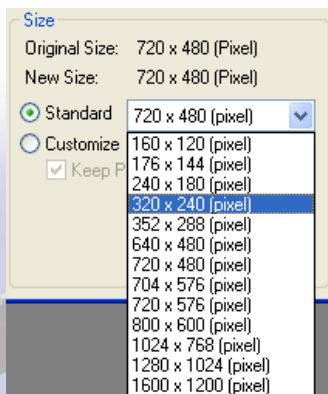 Size
Original Size: 720 x 480 (Pixel)
New Size: 720 x 480 (Pixel)
Standard 720 x 480 (pixel)
Customize 160 x 120 (pixel)
176 x 144 (pixel)
Keep P
240 x 180 (pixel)
320 x 240 (pixel)
352 x 288 (pixel)
640 x 480 (pixel)
720 x 480 (pixel)
704 x 576 (pixel)
720 x 576 (pixel)
800 x 600 (pixel)
1024 x 768 (pixel)
1280 x 1024 (pixel)
1600 x 1200 (pixel)